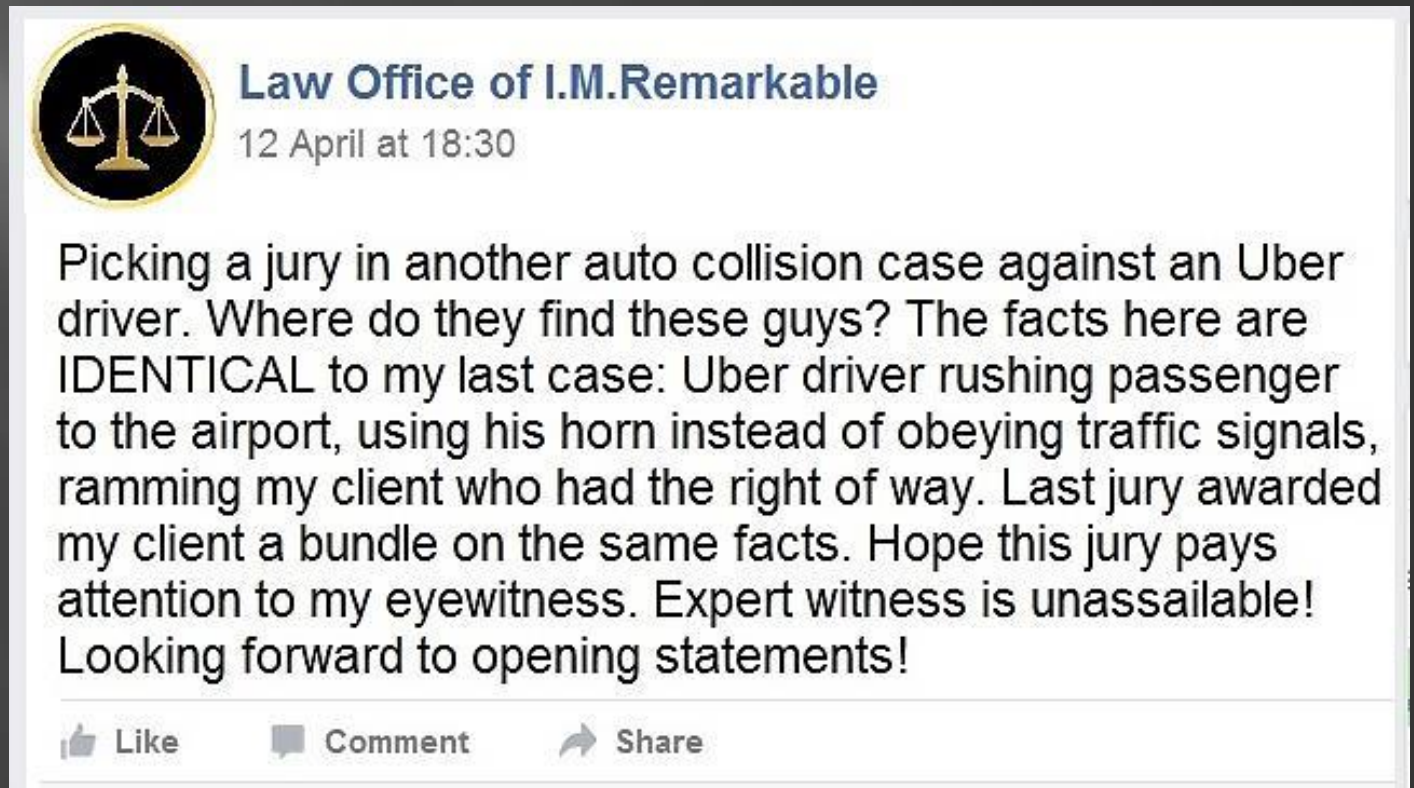 Law Office of I.M.Remarkable
12 April at 18:30
Picking a jury in another auto collision case against an Uber
driver. Where do they find these guys? The facts here are
IDENTICAL to my last case: Uber driver rushing passenger
to the airport, using his horn instead of obeying traffic signals,
ramming my client who had the right of way. Last jury awarded
my client a bundle on the same facts. Hope this jury pays
attention to my eyewitness. Expert witness is unassailable!
Looking forward to opening statements!
Like Comment Share